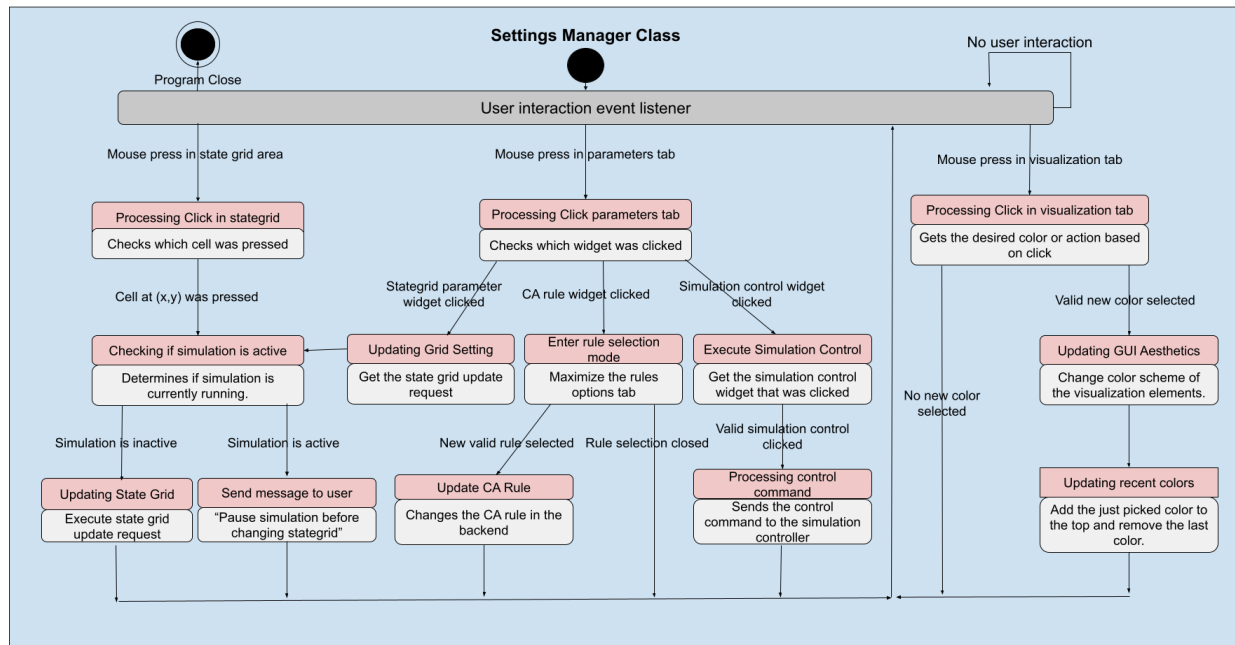 Settings Manager Class
No user interaction
Program Close
User interaction event listener
Mouse press in state grid area
Mouse press in parameters tab
Mouse press in visualization tab
Processing Click in stategrid
Checks which cell was pressed
Processing Click parameters tab
Checks which widget was clicked
Processing Click in visualization tab
Gets the desired color or action based
on click
Cell at (x,y) was pressed
Stategrid parameter
widget clicked
CA rule widget clicked
Simulation control widget
clicked
Valid new color selected
Checking if simulation is active
Determines if simulation is
currently running.
Updating Grid Setting
Get the state grid update
request
Enter rule selection
mode
Maximize the rules
options tab
Execute Simulation Control
Get the simulation control
widget that was clicked
No new color
selected
Updating GUI Aesthetics
Change color scheme of
the visualization elements.
Simulation is inactive
Simulation is active
New valid rule selected
Rule selection closed
Valid simulation control
clicked
Updating State Grid
Execute state grid
update request
Send message to user
“Pause simulation before
changing stategrid”
Update CA Rule
Changes the CA rule in the
backend
Processing control
command
Sends the control
command to the simulation
controller
Updating recent colors
Add the just picked color to
the top and remove the last
color.